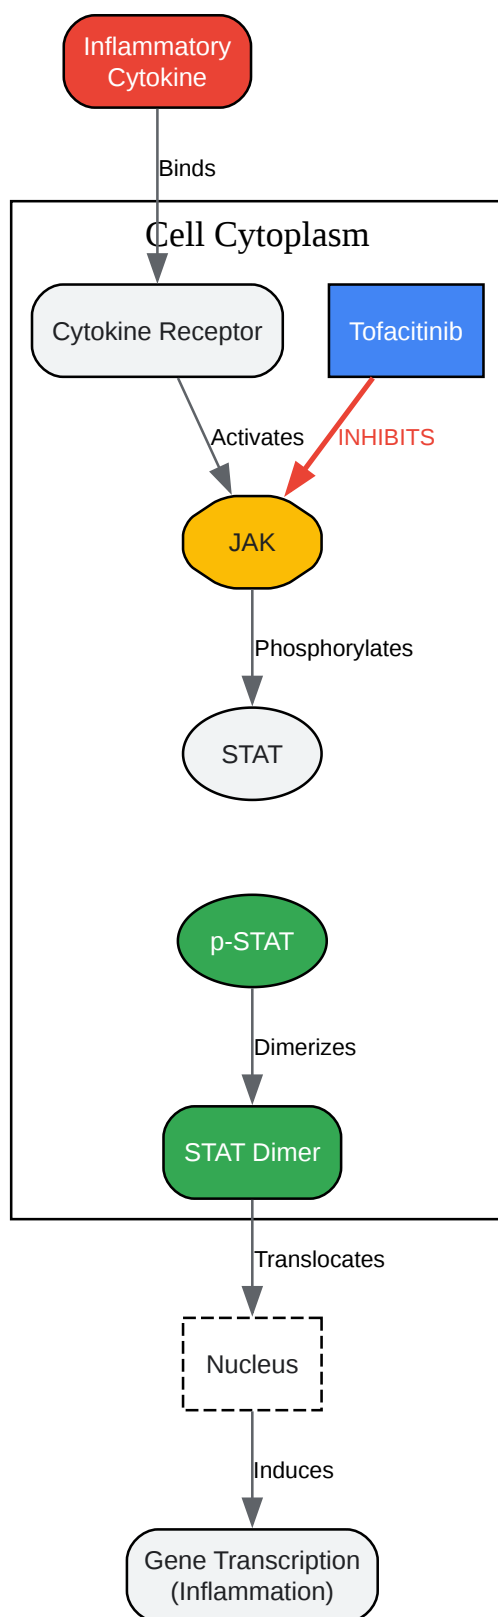 Inflammatory
Cytokine
Binds
Cell Cytoplasm
Cytokine Receptor
Tofacitinib
Activates
INHIBITS
JAK
Phosphorylates
STAT
p-STAT
Dimerizes
STAT Dimer
Translocates
Nucleus
Induces
Gene Transcription
(Inflammation)